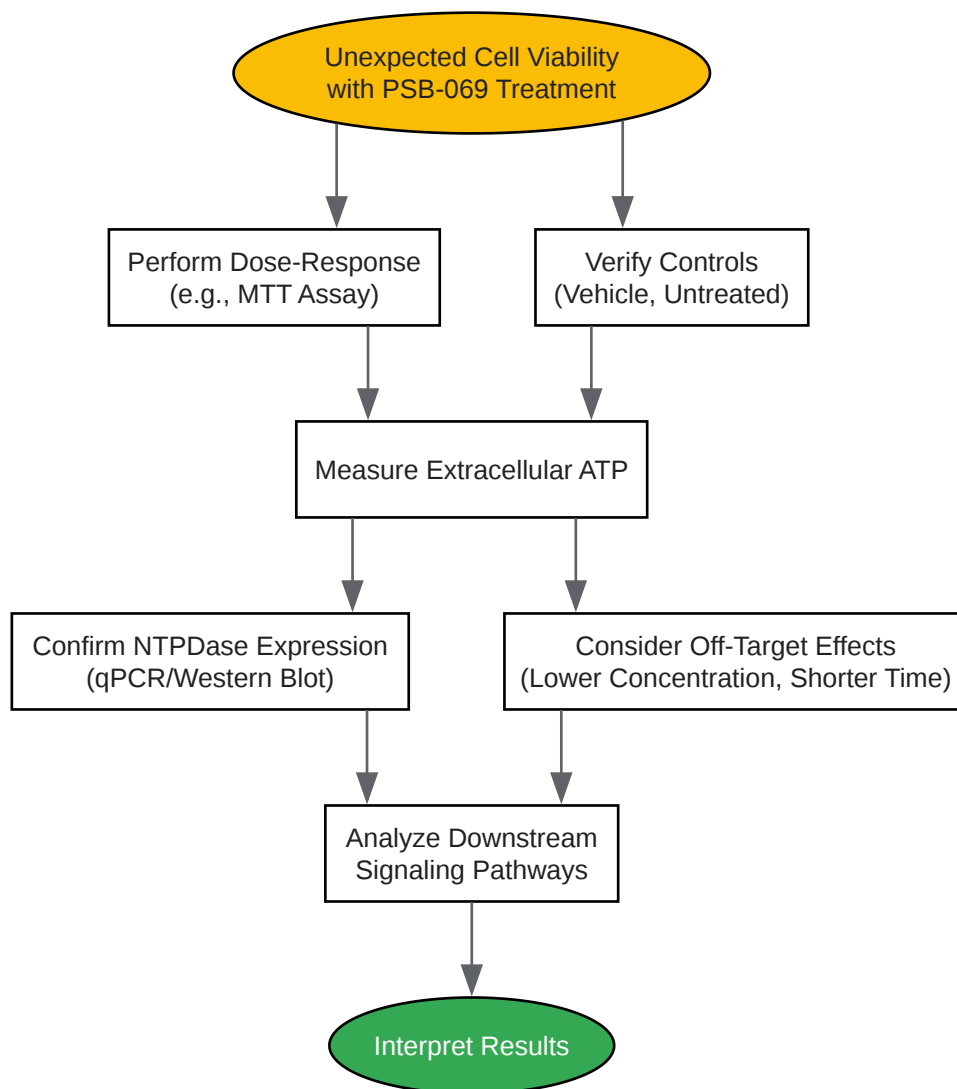 Unexpected Cell Viability
with PSB-069 Treatment
Perform Dose-Response
(e.g., MTT Assay)
Verify Controls
(Vehicle, Untreated)
Measure Extracellular ATP
Confirm NTPDase Expression
(qPCR/Western Blot)
Consider Off-Target Effects
(Lower Concentration, Shorter Time)
Analyze Downstream
Signaling Pathways
Interpret Results